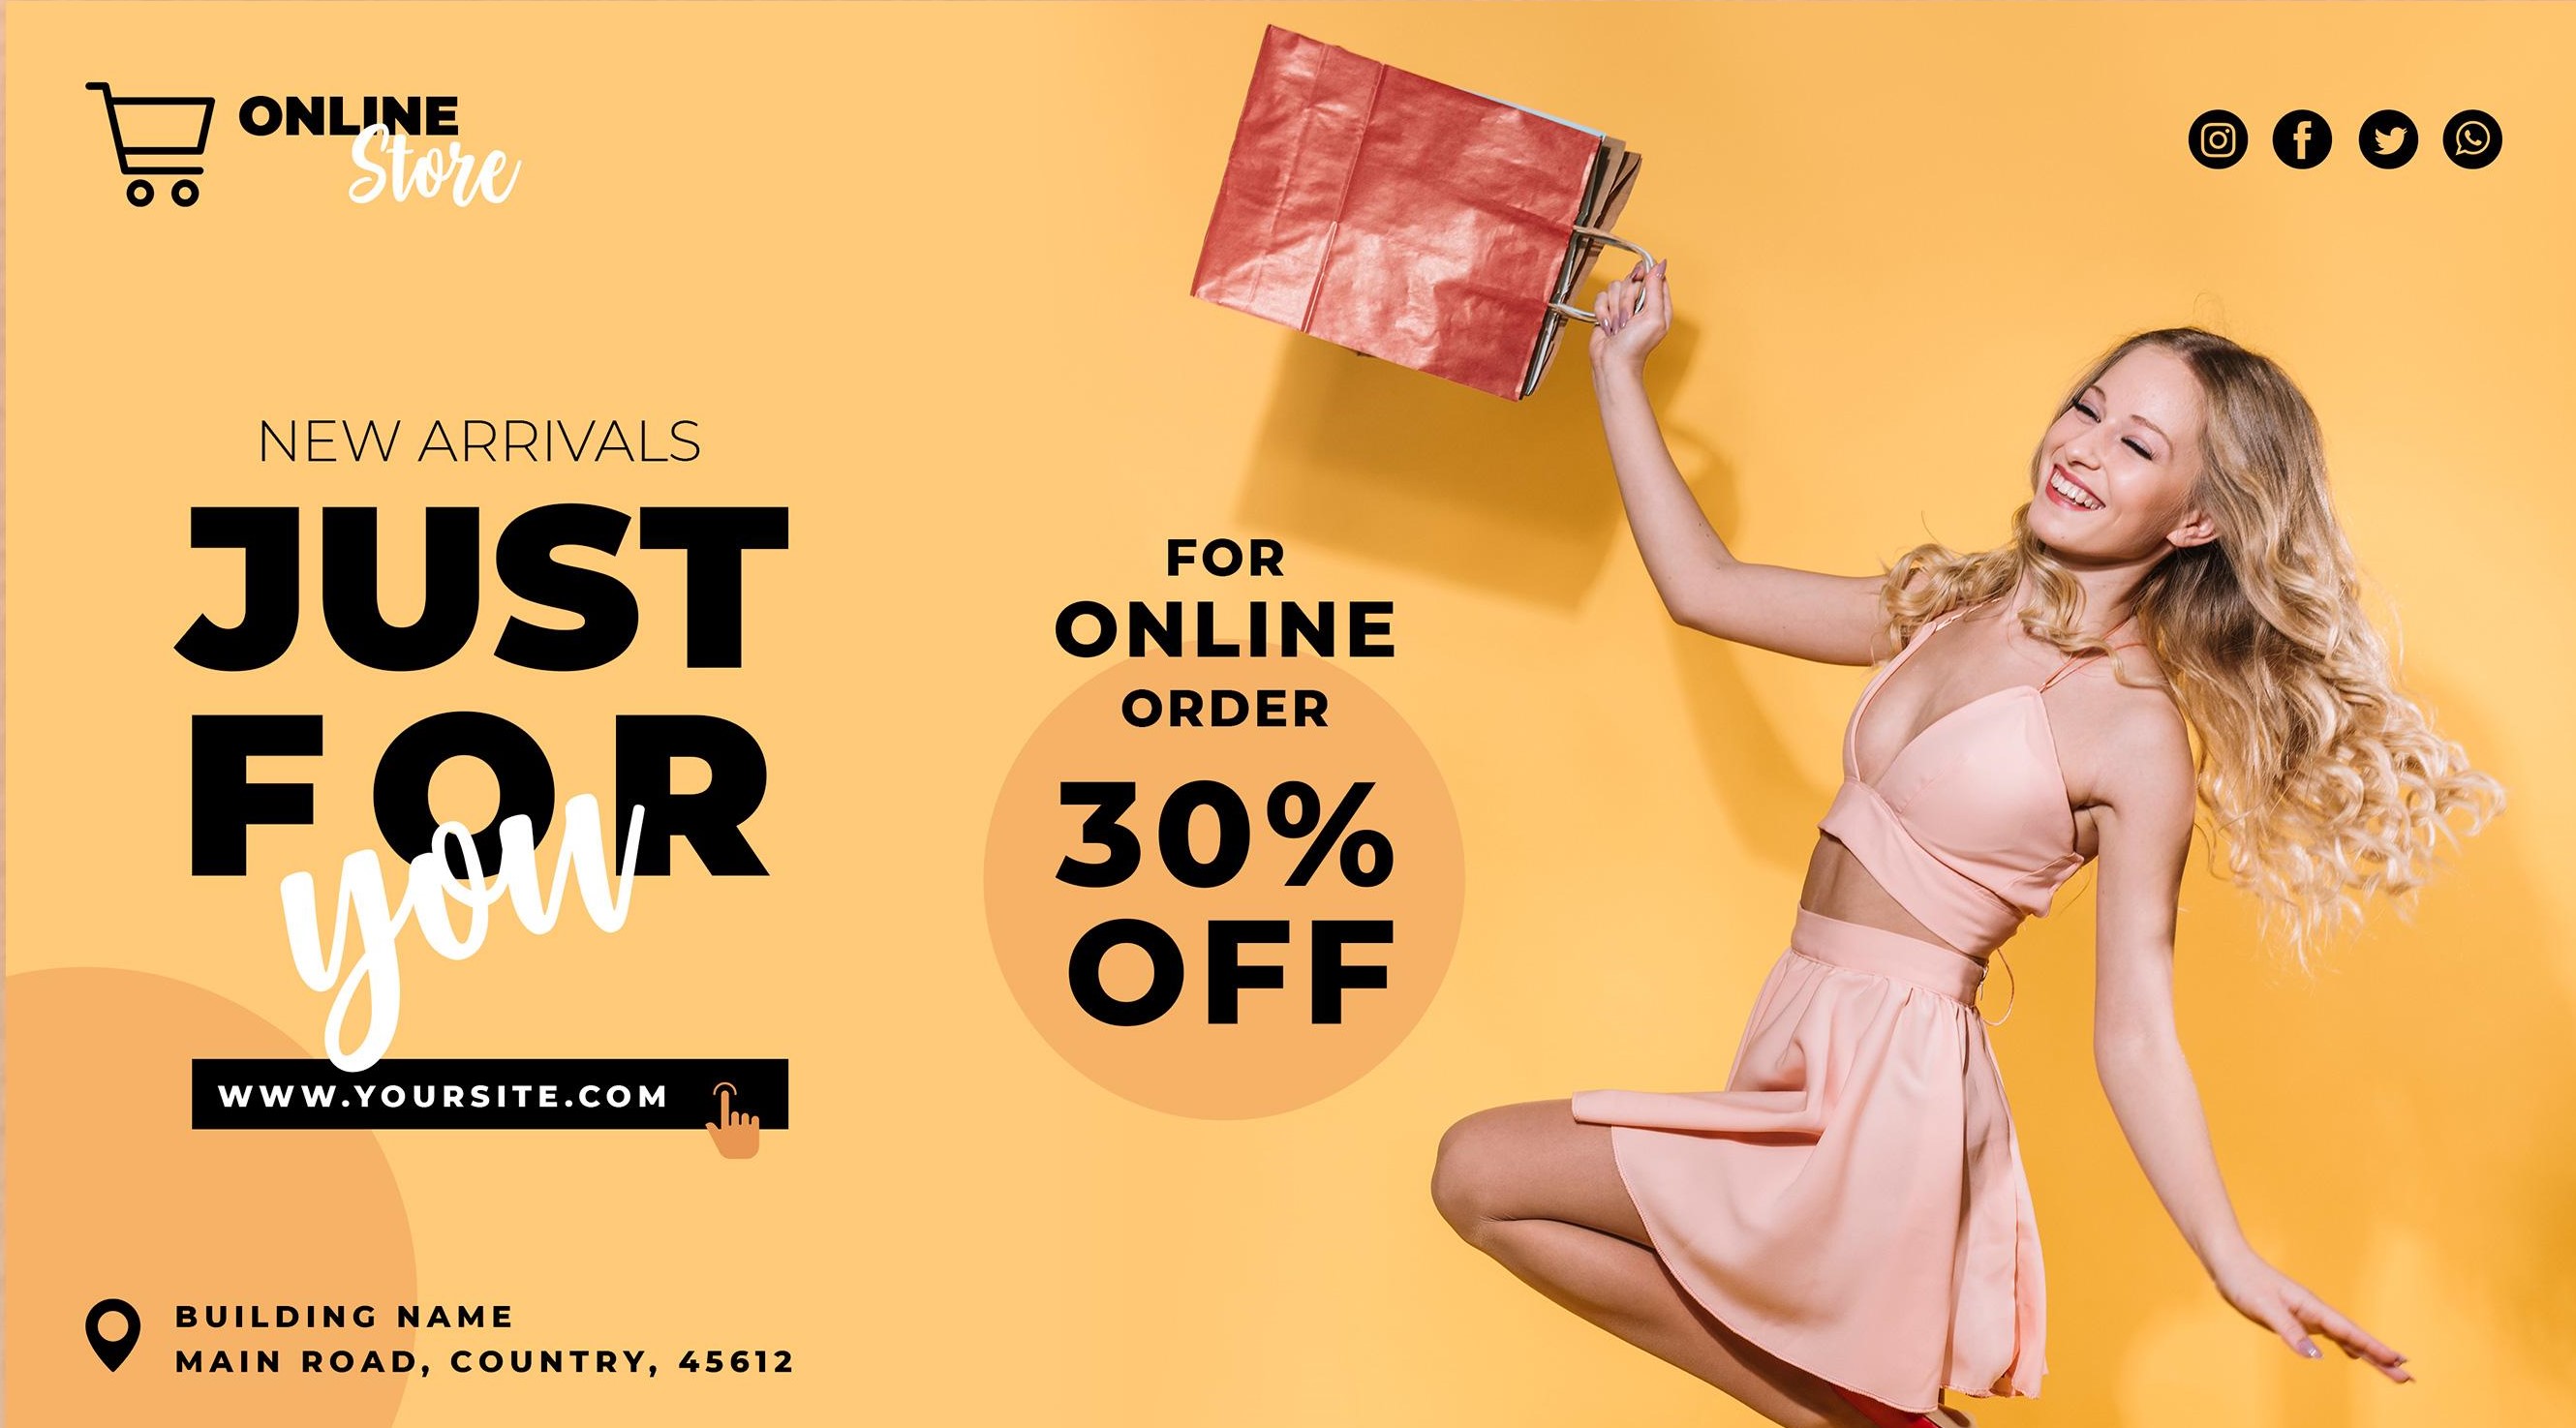 ONLINE
Store
NEW ARRIVALS
JUST
FOR
you
WWW.YOURSITE.COM
FOR
ONLINE
ORDER
30%
OFF
BUILDING NAME
MAIN ROAD, COUNTRY, 45612